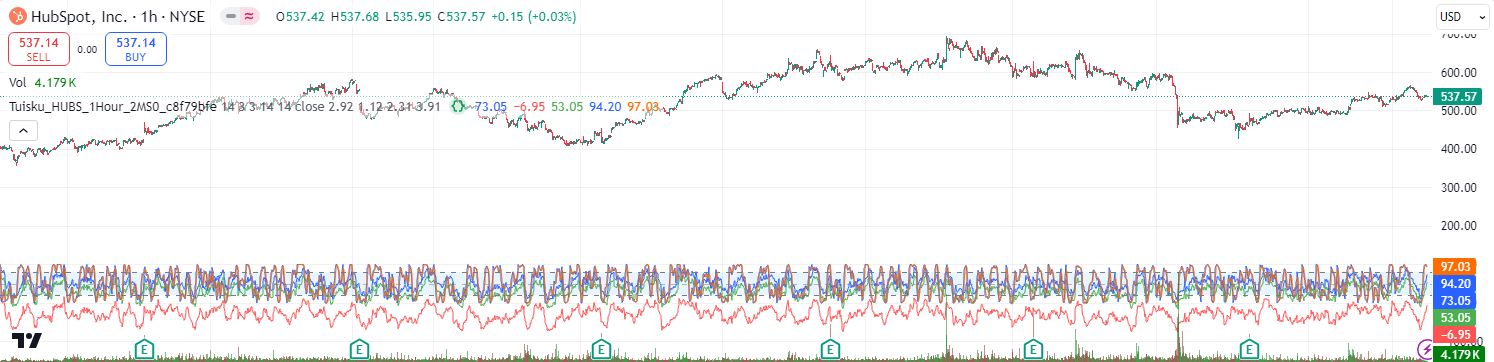 HubSpot, Inc. · 1h · NYSE O537.42 H537.68 L535.95 C537.57 +0.15 (+0.03%)
USD
537.14 SELL 0.00 537.14 BUY
Vol 4.179 K
Tuisku_HUBS_1Hour_2MS0_c8f79bfe 14 3 3 14 14 close 2.92 1.12 2.31 3.91 73.05 −6.95 53.05 94.20 97.03
700.00
600.00
537.57
500.00
400.00
300.00
200.00
97.03
94.20
73.05
53.05
−6.95
4.179 K
E E E E E E